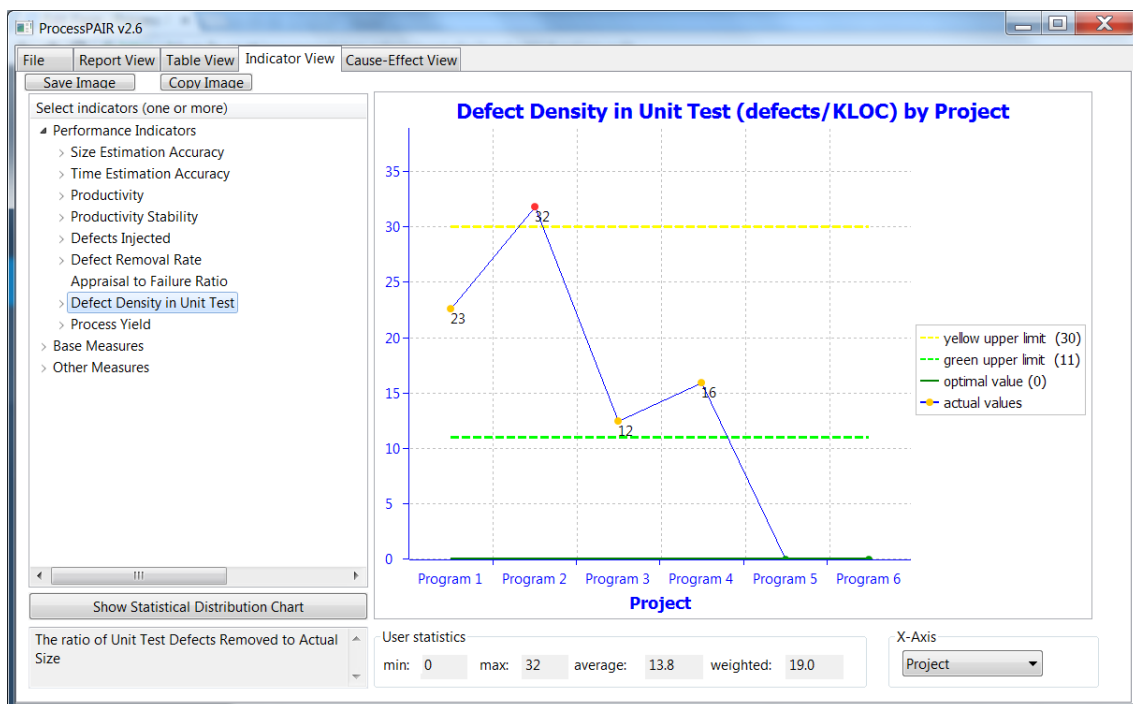 ProcessPAIR v2.6
File Report View Table View Indicator View Cause-Effect View
Save Image Copy Image
Select indicators (one or more)
Performance Indicators
Size Estimation Accuracy
Time Estimation Accuracy
Productivity
Productivity Stability
Defects Injected
Defect Removal Rate
Appraisal to Failure Ratio
Defect Density in Unit Test
Process Yield
Base Measures
Other Measures
Show Statistical Distribution Chart
The ratio of Unit Test Defects Removed to Actual
Size
Defect Density in Unit Test (defects/KLOC) by Project
35
30
25
20
15
10
5
0
23
32
12
16
Program 1 Program 2 Program 3 Program 4 Program 5 Program 6
Project
yellow upper limit (30)
green upper limit (11)
optimal value (0)
actual values
User statistics
min: 0 max: 32 average: 13.8 weighted: 19.0
X-Axis
Project